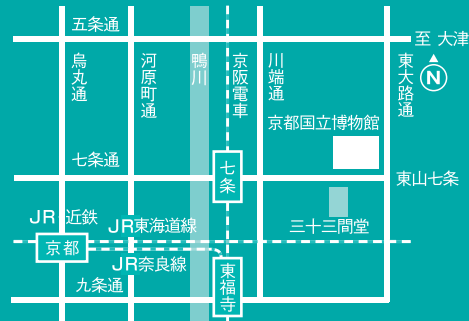 五条通
至 大津
烏丸通
河原町通
鴨川
京阪電車
川端通
東大路通
N
京都国立博物館
七条通
七条
東山七条
JR 近鉄
JR東海道線
三十三間堂
京都
JR奈良線
九条通
東福寺